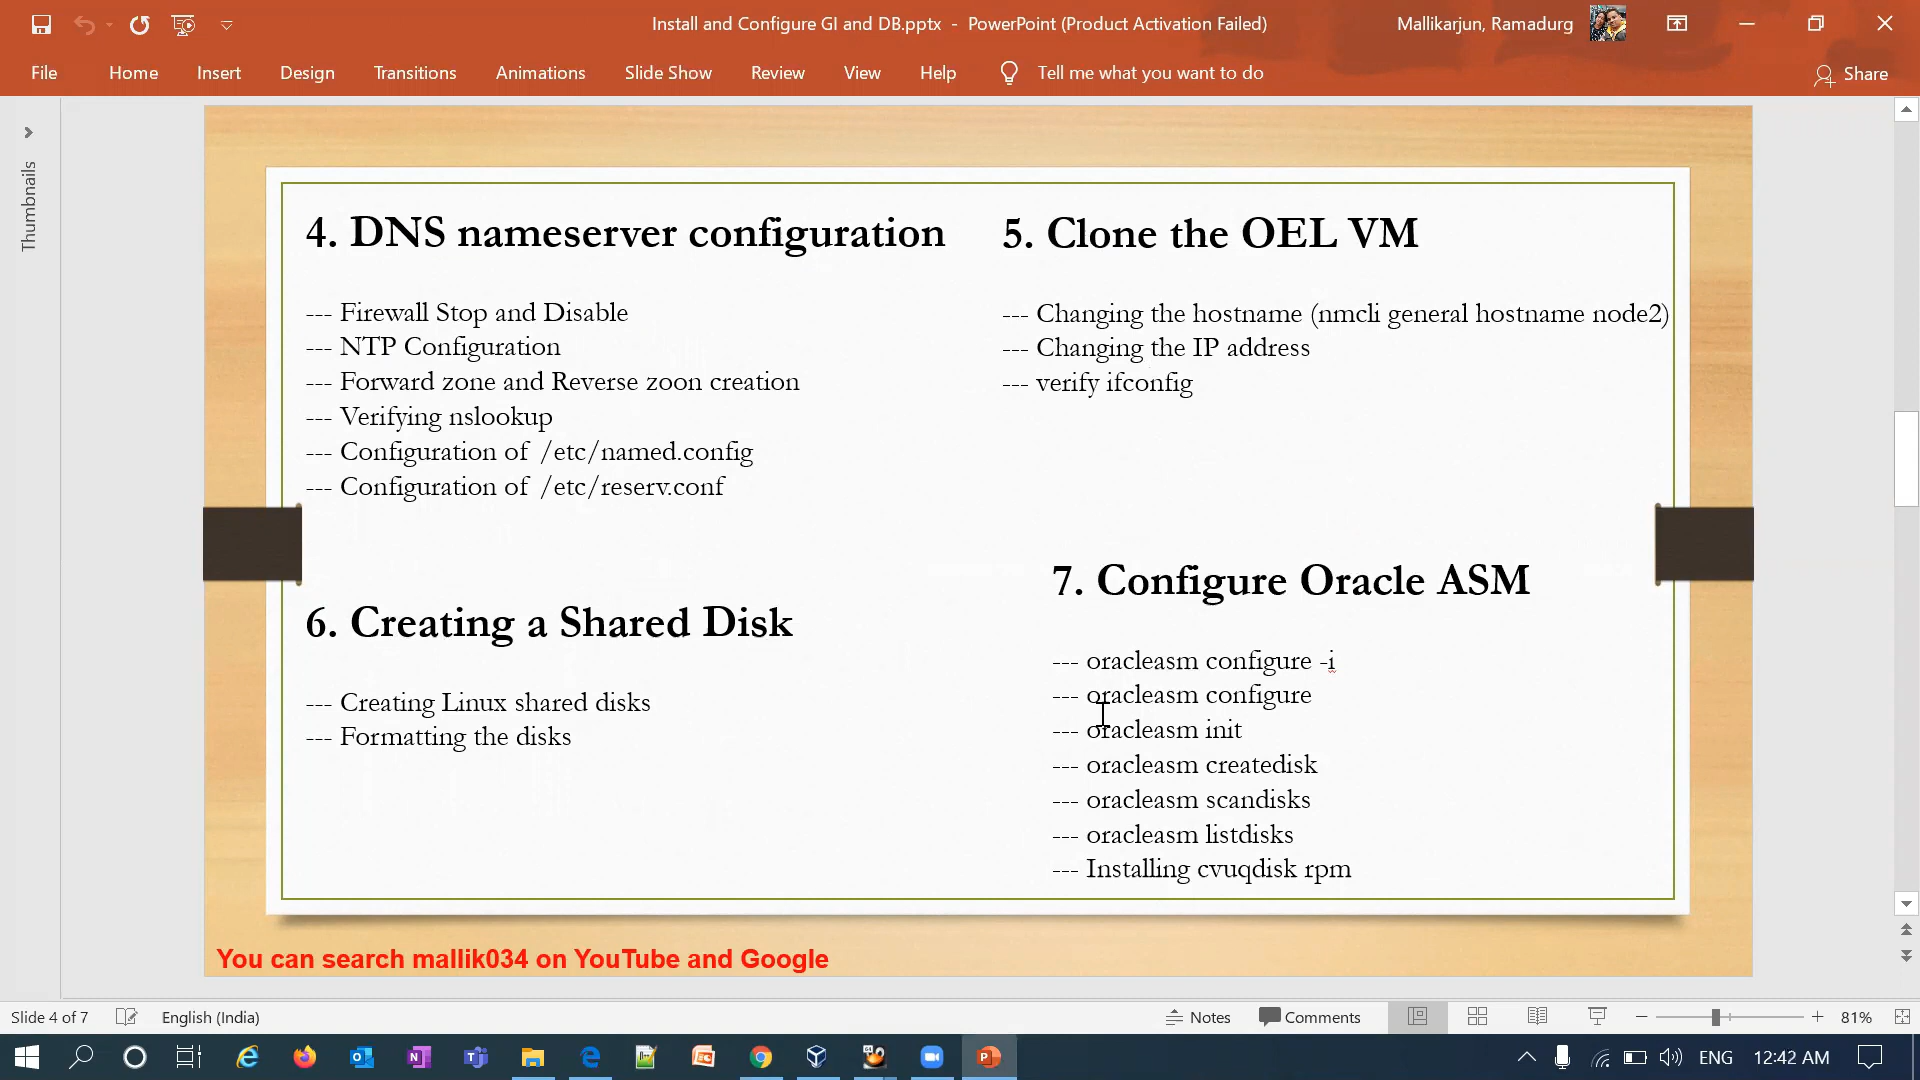 Install and Configure GI and DB.pptx - PowerPoint (Product Activation Failed)
Mallikarjun, Ramadurg
File Home Insert Design Transitions Animations Slide Show Review View Help Tell me what you want to do Share
Thumbnails
4. DNS nameserver configuration
--- Firewall Stop and Disable
--- NTP Configuration
--- Forward zone and Reverse zoon creation
--- Verifying nslookup
--- Configuration of /etc/named.config
--- Configuration of /etc/reserv.conf
5. Clone the OEL VM
--- Changing the hostname (nmcli general hostname node2)
--- Changing the IP address
--- verify ifconfig
6. Creating a Shared Disk
--- Creating Linux shared disks
--- Formatting the disks
7. Configure Oracle ASM
--- oracleasm configure -i
--- oracleasm configure
--- oracleasm init
--- oracleasm createdisk
--- oracleasm scandisks
--- oracleasm listdisks
--- Installing cvuqdisk rpm
You can search mallik034 on YouTube and Google
Slide 4 of 7 English (India) Notes Comments 81%
ENG 12:42 AM